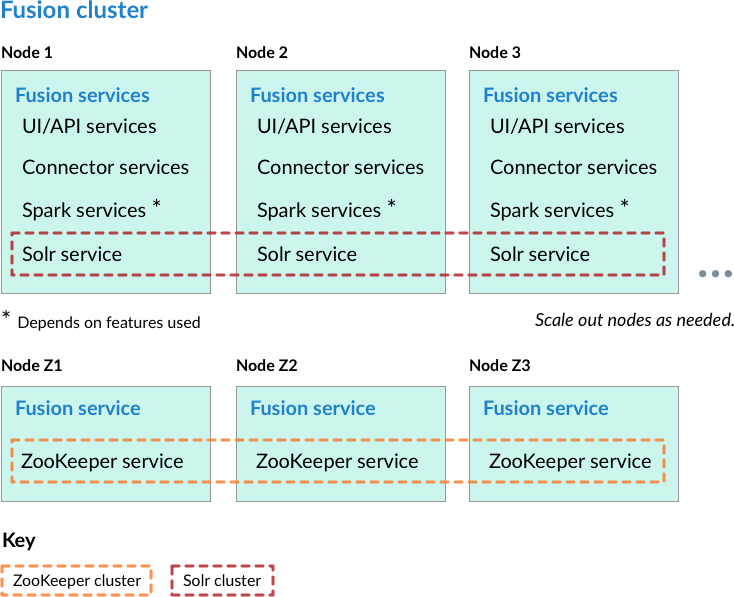 Fusion cluster
Node 1
Node 2
Node 3
Fusion services
UI/API services
Connector services
Spark services *
Solr service
Fusion services
UI/API services
Connector services
Spark services *
Solr service
Fusion services
UI/API services
Connector services
Spark services *
Solr service
...
* Depends on features used
Scale out nodes as needed.
Node Z1
Node Z2
Node Z3
Fusion service
ZooKeeper service
Fusion service
ZooKeeper service
Fusion service
ZooKeeper service
Key
ZooKeeper cluster
Solr cluster